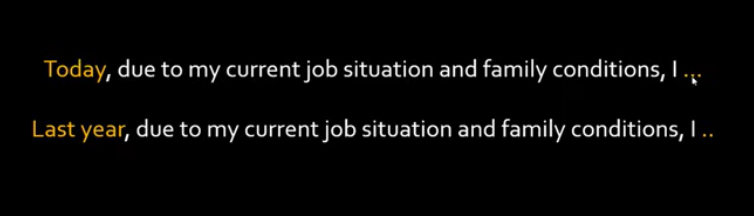 Today, due to my current job situation and family conditions, I ...
Last year, due to my current job situation and family conditions, I ..